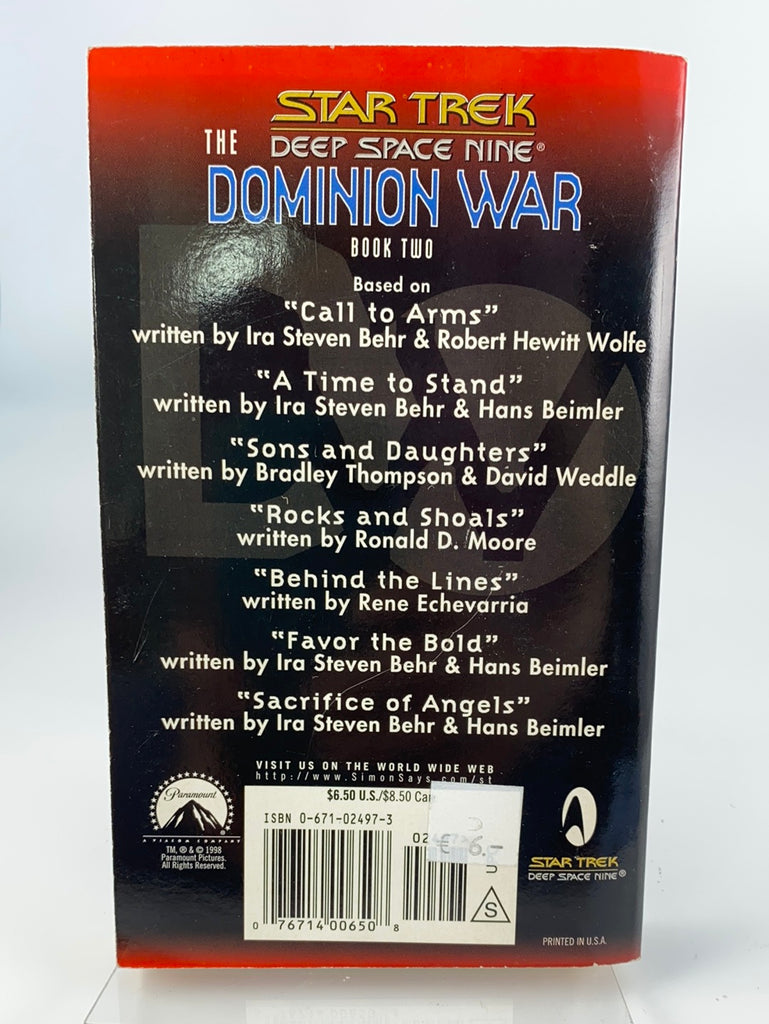 STAR TREK
THE DEEP SPACE NINE®
DOMINION WAR
BOOK TWO
Based on
"Call to Arms"
written by Ira Steven Behr & Robert Hewitt Wolfe
"A Time to Stand"
written by Ira Steven Behr & Hans Beimler
"Sons and Daughters"
written by Bradley Thompson & David Weddle
"Rocks and Shoals"
written by Ronald D. Moore
"Behind the Lines"
written by Rene Echevarria
"Favor the Bold"
written by Ira Steven Behr & Hans Beimler
"Sacrifice of Angels"
written by Ira Steven Behr & Hans Beimler
VISIT US ON THE WORLD WIDE WEB
http://www.SimonSays.com/st
Paramount
A VIACOM COMPANY
TM, ® & © 1998
Paramount Pictures.
All Rights Reserved.
$6.50 U.S./$8.50
ISBN 0-671-02497-3
€ 6.-
U
S
0 76714 00650 8
STAR TREK
DEEP SPACE NINE®
PRINTED IN U.S.A.